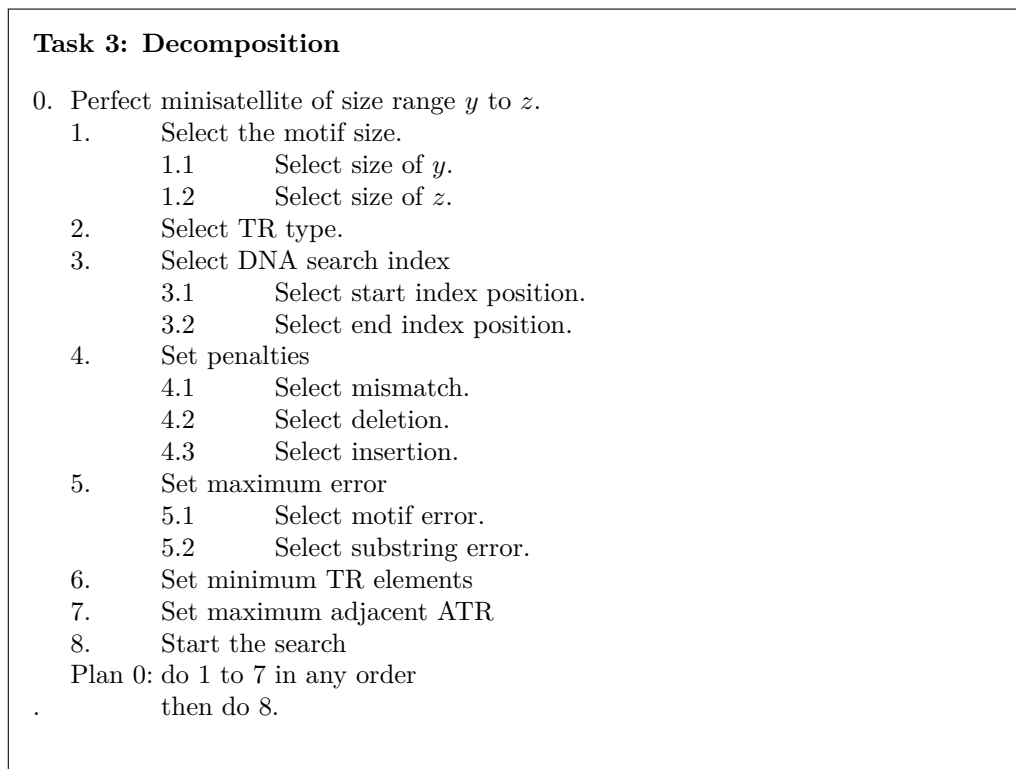 Task 3: Decomposition
0. Perfect minisatellite of size range y to z.
1. Select the motif size.
1.1 Select size of y.
1.2 Select size of z.
2. Select TR type.
3. Select DNA search index
3.1 Select start index position.
3.2 Select end index position.
4. Set penalties
4.1 Select mismatch.
4.2 Select deletion.
4.3 Select insertion.
5. Set maximum error
5.1 Select motif error.
5.2 Select substring error.
6. Set minimum TR elements
7. Set maximum adjacent ATR
8. Start the search
Plan 0: do 1 to 7 in any order
. then do 8.